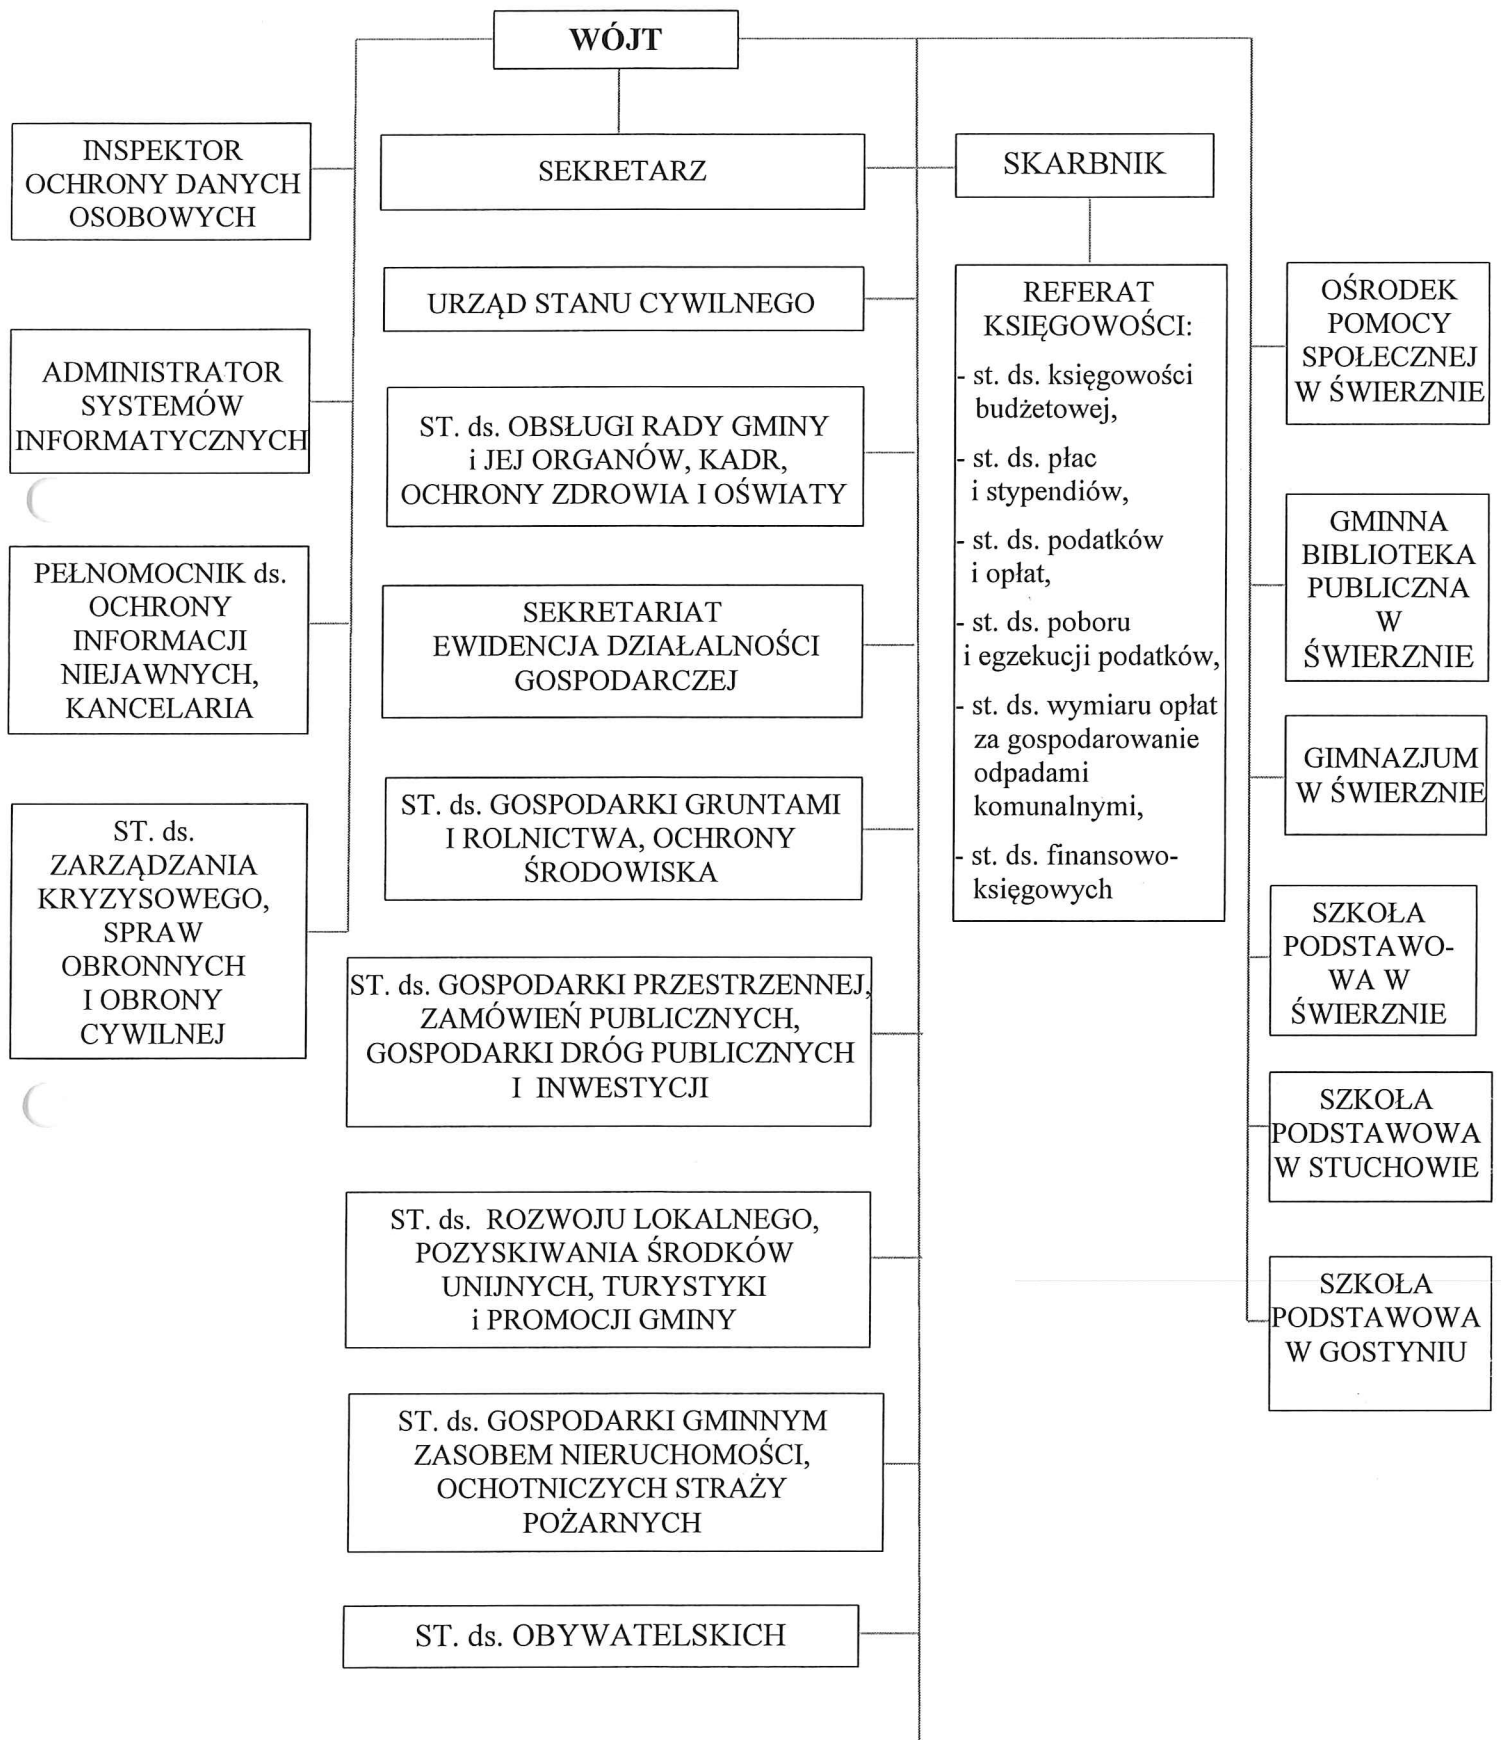 WÓJT
INSPEKTOR
OCHRONY DANYCH
OSOBOWYCH
ADMINISTRATOR
SYSTEMÓW
INFORMATYCZNYCH
PEŁNOMOCNIK ds.
OCHRONY
INFORMACJI
NIEJAWNYCH,
KANCELARIA
ST. ds.
ZARZĄDZANIA
KRYZYSOWEGO,
SPRAW
OBRONNYCH
I OBRONY
CYWILNEJ
SEKRETARZ
URZĄD STANU CYWILNEGO
ST. ds. OBSŁUGI RADY GMINY
i JEJ ORGANÓW, KADR,
OCHRONY ZDROWIA I OŚWIATY
SEKRETARIAT
EWIDENCJA DZIAŁALNOŚCI
GOSPODARCZEJ
ST. ds. GOSPODARKI GRUNTAMI
I ROLNICTWA, OCHRONY
ŚRODOWISKA
ST. ds. GOSPODARKI PRZESTRZENNEJ,
ZAMÓWIEŃ PUBLICZNYCH,
GOSPODARKI DRÓG PUBLICZNYCH
I INWESTYCJI
ST. ds. ROZWOJU LOKALNEGO,
POZYSKIWANIA ŚRODKÓW
UNIJNYCH, TURYSTYKI
i PROMOCJI GMINY
ST. ds. GOSPODARKI GMINNYM
ZASOBEM NIERUCHOMOŚCI,
OCHOTNICZYCH STRAŻY
POŻARNYCH
ST. ds. OBYWATELSKICH
SKARBNIK
REFERAT
KSIĘGOWOŚCI:
- st. ds. księgowości
budżetowej,
- st. ds. płac
i stypendiów,
- st. ds. podatków
i opłat,
- st. ds. poboru
i egzekucji podatków,
- st. ds. wymiaru opłat
za gospodarowanie
odpadami
komunalnymi,
- st. ds. finansowo-
księgowych
OŚRODEK
POMOCY
SPOŁECZNEJ
W ŚWIERZNIE
GMINNA
BIBLIOTEKA
PUBLICZNA
W
ŚWIERZNIE
GIMNAZJUM
W ŚWIERZNIE
SZKOŁA
PODSTAWO-
WA W
ŚWIERZNIE
SZKOŁA
PODSTAWOWA
W STUCHOWIE
SZKOŁA
PODSTAWOWA
W GOSTYNIU